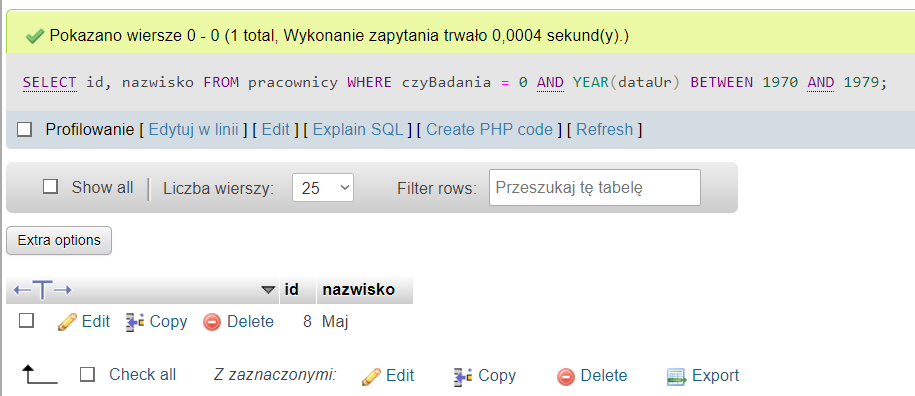 Pokazano wiersze 0 - 0 (1 total, Wykonanie zapytania trwało 0,0004 sekund(y).)
SELECT id, nazwisko FROM pracownicy WHERE czyBadania = 0 AND YEAR(dataUr) BETWEEN 1970 AND 1979;
Profilowanie [ Edytuj w linii ] [ Edit ] [ Explain SQL ] [ Create PHP code ] [ Refresh ]
Show all Liczba wierszy: 25 Filter rows: Przeszukaj tę tabelę
Extra options
id nazwisko
Edit Copy Delete 8 Maj
Check all Z zaznaczonymi: Edit Copy Delete Export